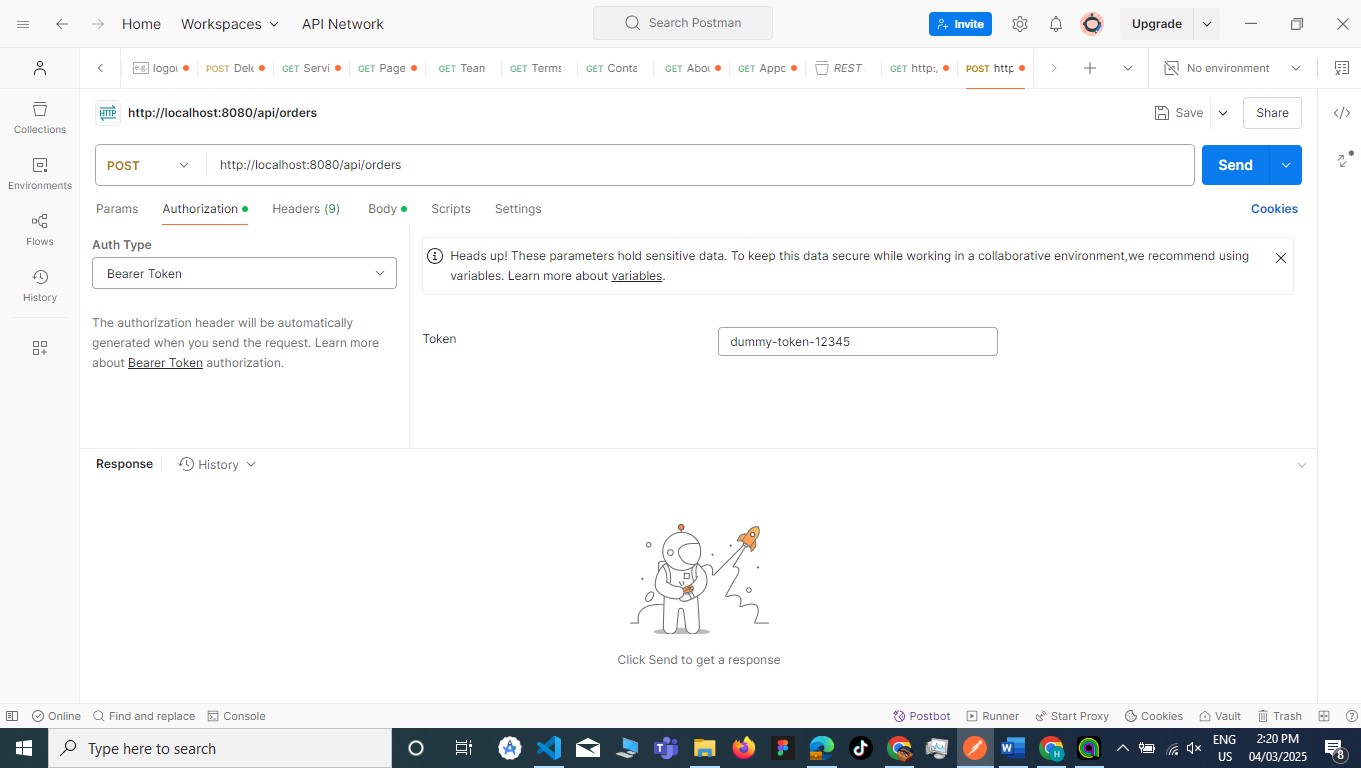 Home Workspaces API Network Search Postman Invite Upgrade
e.g. logou POST Dele GET Servi GET Page GET Team GET Terms GET Conta GET Abou GET Appo REST GET http:, POST http No environment
HTTP http://localhost:8080/api/orders Save Share
Collections
POST http://localhost:8080/api/orders Send
Environments
Params Authorization Headers (9) Body Scripts Settings Cookies
Flows
Auth Type
Heads up! These parameters hold sensitive data. To keep this data secure while working in a collaborative environment,we recommend using
variables. Learn more about variables.
Bearer Token
History
The authorization header will be automatically
generated when you send the request. Learn more
about Bearer Token authorization.
Token dummy-token-12345
Response History
Click Send to get a response
Online Find and replace Console Postbot Runner Start Proxy Cookies Vault Trash
Type here to search
ENG
US
2:20 PM
04/03/2025
8